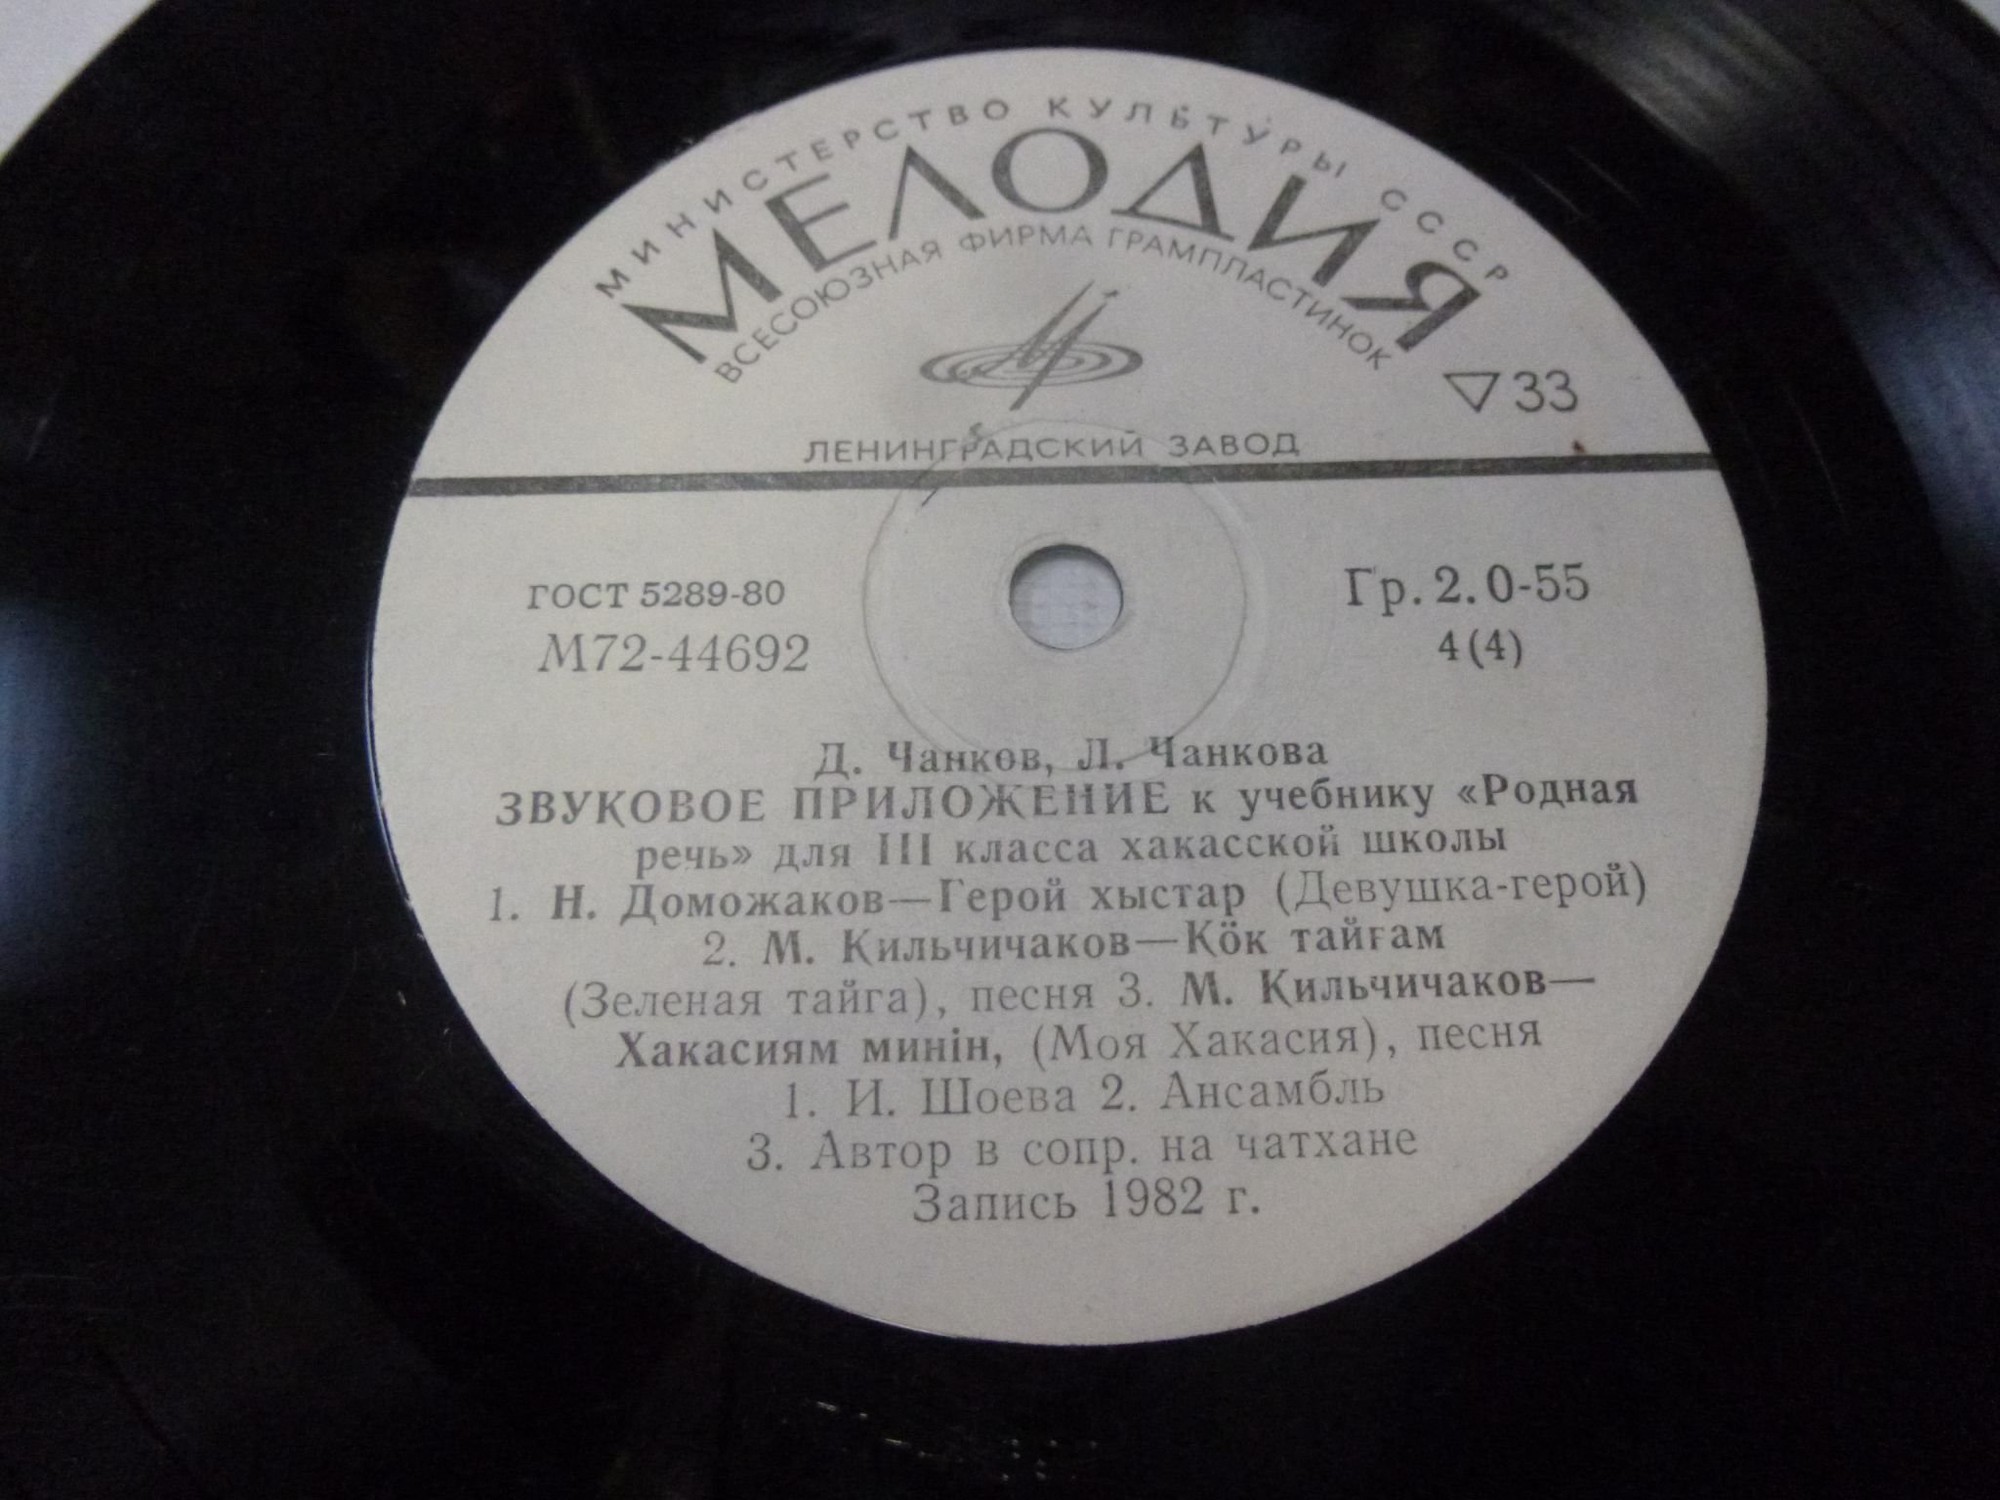 МИНИСТЕРСТВО КУЛЬТУРЫ СССР
МЕЛОДИЯ
ВСЕСОЮЗНАЯ ФИРМА ГРАМПЛАСТИНОК
▽33
ЛЕНИНГРАДСКИЙ ЗАВОД
ГОСТ 5289-80
Гр. 2. 0-55
М72-44692
4(4)
Д. Чанков, Л. Чанкова
ЗВУКОВОЕ ПРИЛОЖЕНИЕ к учебнику «Родная
речь» для III класса хакасской школы
1. Н. Доможаков—Герой хыстар (Девушка-герой)
2. М. Кильчичаков—Кӧк тайғам
(Зеленая тайга), песня 3. М. Кильчичаков—
Хакасиям минiн, (Моя Хакасия), песня
1. И. Шоева 2. Ансамбль
3. Автор в сопр. на чатхане
Запись 1982 г.